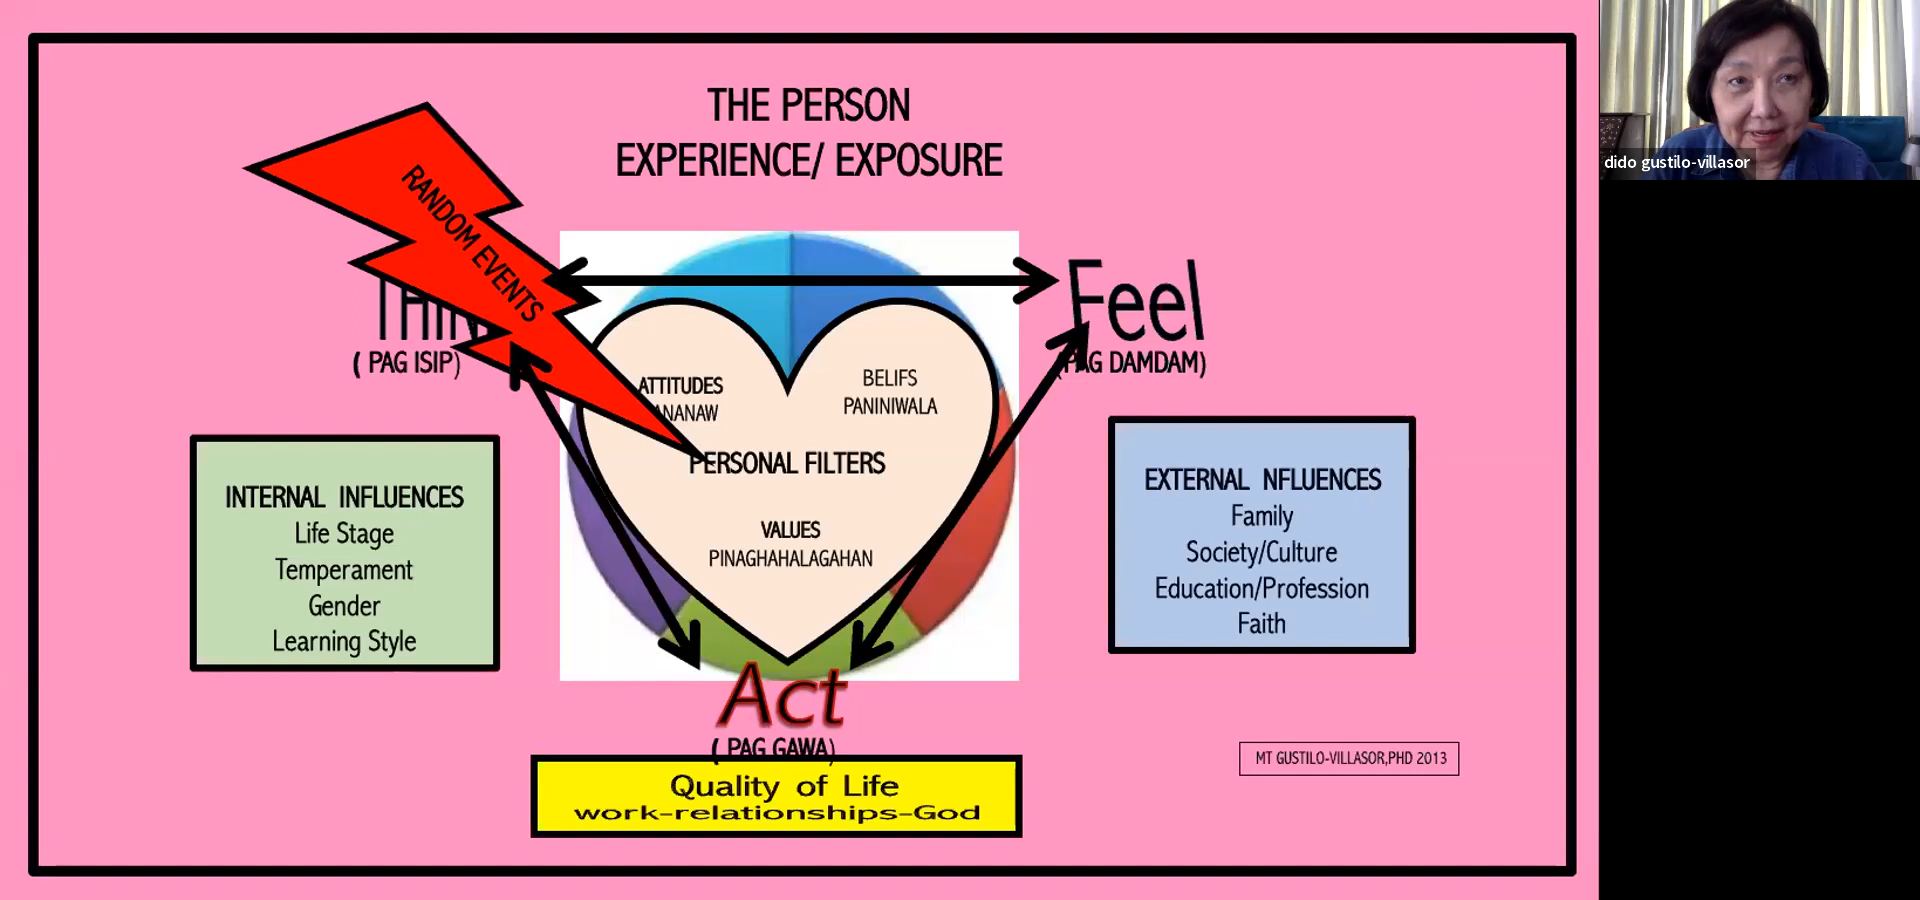 THE PERSON
EXPERIENCE/ EXPOSURE
dido gustilo-villasor
RANDOM EVENTS
Feel
( PAG ISIP)
(PAG DAMDAM)
ATTITUDES
BELIFS
PANINIWALA
PERSONAL FILTERS
VALUES
PINAGHAHALAGAHAN
INTERNAL INFLUENCES
Life Stage
Temperament
Gender
Learning Style
EXTERNAL NFLUENCES
Family
Society/Culture
Education/Profession
Faith
Act
( PAG GAWA)
Quality of Life
work-relationships-God
MT GUSTILO-VILLASOR,PHD 2013